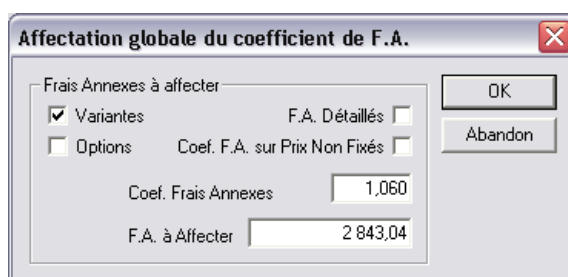 Affectation globale du coefficient de F.A.
Frais Annexes à affecter
OK
Variantes F.A. Détaillés
Abandon
Options Coef. F.A. sur Prix Non Fixés
Coef. Frais Annexes 1,060
F.A. à Affecter 2 843,04